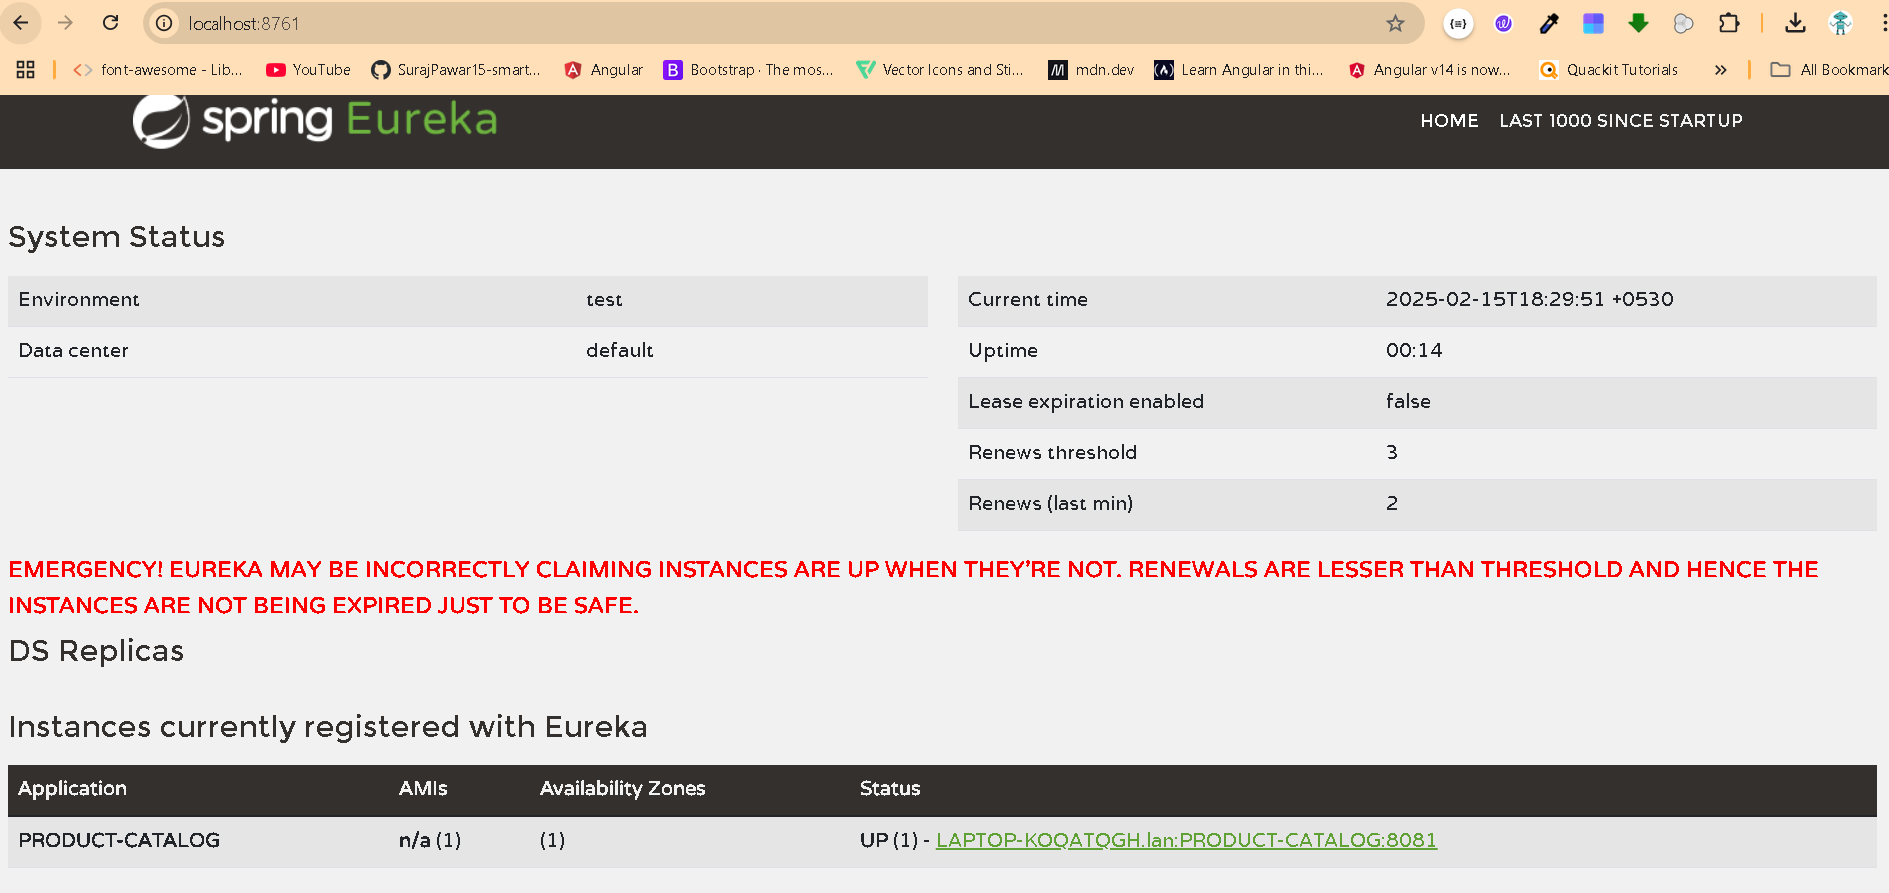 localhost:8761
font-awesome - Lib... YouTube SurajPawar15-smart... Angular Bootstrap · The mos... Vector Icons and Sti... mdn.dev Learn Angular in thi... Angular v14 is now... Quackit Tutorials » All Bookmark
spring Eureka HOME LAST 1000 SINCE STARTUP
System Status
Environment test Current time 2025-02-15T18:29:51 +0530
Data center default Uptime 00:14
Lease expiration enabled false
Renews threshold 3
Renews (last min) 2
EMERGENCY! EUREKA MAY BE INCORRECTLY CLAIMING INSTANCES ARE UP WHEN THEY'RE NOT. RENEWALS ARE LESSER THAN THRESHOLD AND HENCE THE
INSTANCES ARE NOT BEING EXPIRED JUST TO BE SAFE.
DS Replicas
Instances currently registered with Eureka
Application AMIs Availability Zones Status
PRODUCT-CATALOG n/a (1) (1) UP (1) - LAPTOP-KOQATQGH.lan:PRODUCT-CATALOG:8081